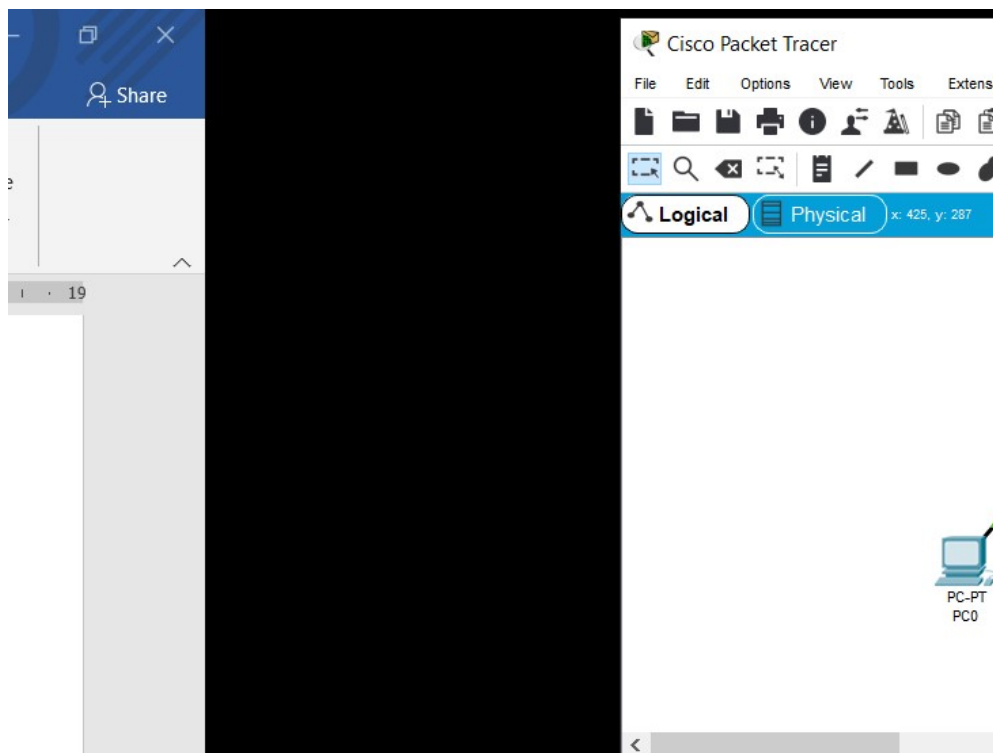 Share
19
Cisco Packet Tracer
File Edit Options View Tools Extens
Logical Physical x: 425, y: 287
PC-PT
PC0